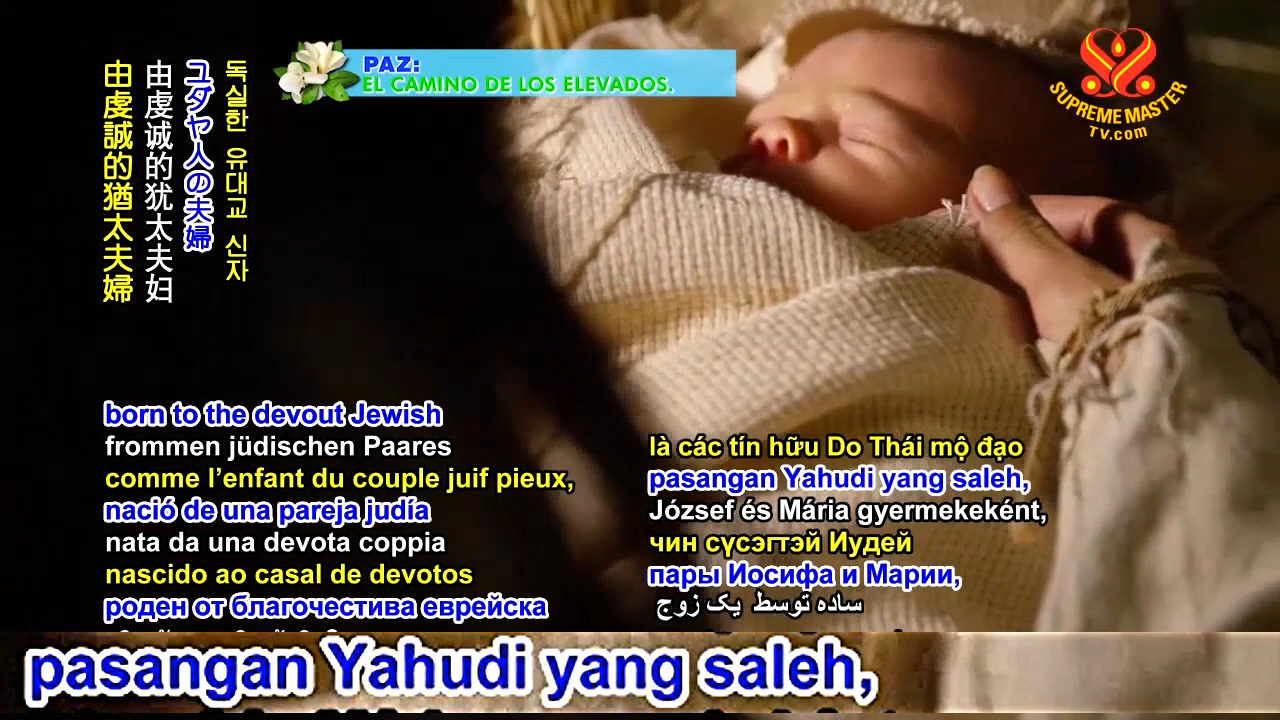 PAZ:
EL CAMINO DE LOS ELEVADOS.
SUPREME MASTER
TV.com
독실한 유대교 신자
ユダヤ人の夫婦
由虔诚的犹太夫妇
由虔誠的猶太夫婦
born to the devout Jewish
frommen jüdischen Paares
comme l’enfant du couple juif pieux,
nació de una pareja judía
nata da una devota coppia
nascido ao casal de devotos
роден от благочестива еврейска
là các tín hữu Do Thái mộ đạo
pasangan Yahudi yang saleh,
József és Mária gyermekeként,
чин сүсэгтэй Иудей
пары Иосифа и Марии,
ساده توسط یک زوج
pasangan Yahudi yang saleh,